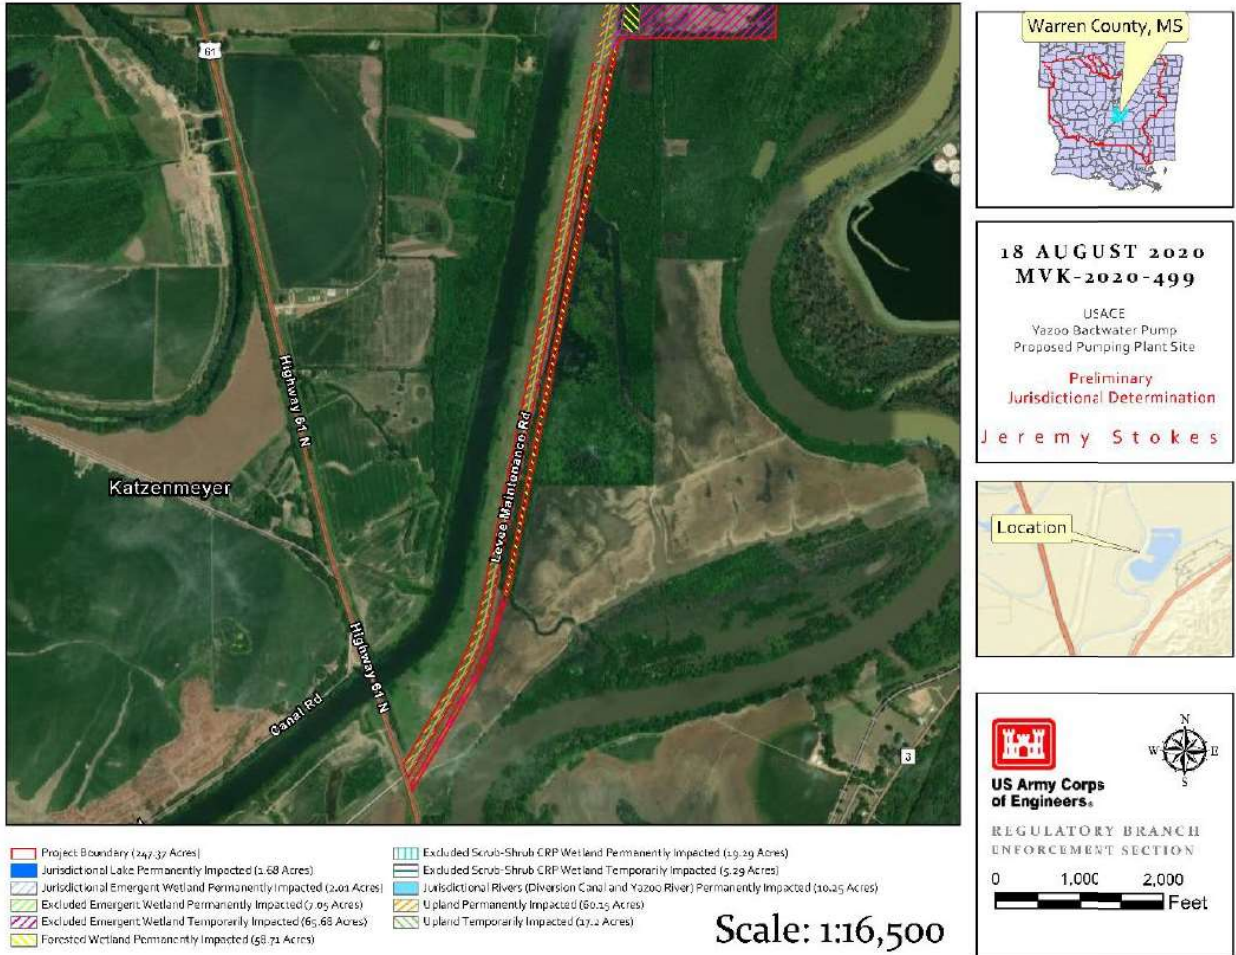 61
Katzenmeyer
Highway 61 N
Levee Maintenance Rd
Highway 61 N
Canal Rd
3
Warren County, MS
18 AUGUST 2020
MVK-2020-499
USACE
Yazoo Backwater Pump
Proposed Pumping Plant Site
Preliminary
Jurisdictional Determination
Jeremy Stokes
Location
N
W E
S
US Army Corps
of Engineers®
REGULATORY BRANCH
ENFORCEMENT SECTION
0 1,000 2,000
Feet
Project Boundary (247.37 Acres)
Jurisdictional Lake Permanently Impacted (1.68 Acres)
Jurisdictional Emergent Wetland Permanently Impacted (2.01 Acres)
Excluded Emergent Wetland Permanently Impacted (7.05 Acres)
Excluded Emergent Wetland Temporarily Impacted (65.68 Acres)
Forested Wetland Permanently Impacted (58.71 Acres)
Excluded Scrub-Shrub CRP Wetland Permanently Impacted (19.29 Acres)
Excluded Scrub-Shrub CRP Wetland Temporarily Impacted (5.29 Acres)
Jurisdictional Rivers (Diversion Canal and Yazoo River) Permanently Impacted (10.25 Acres)
Upland Permanently Impacted (60.15 Acres)
Upland Temporarily Impacted (17.2 Acres)
Scale: 1:16,500